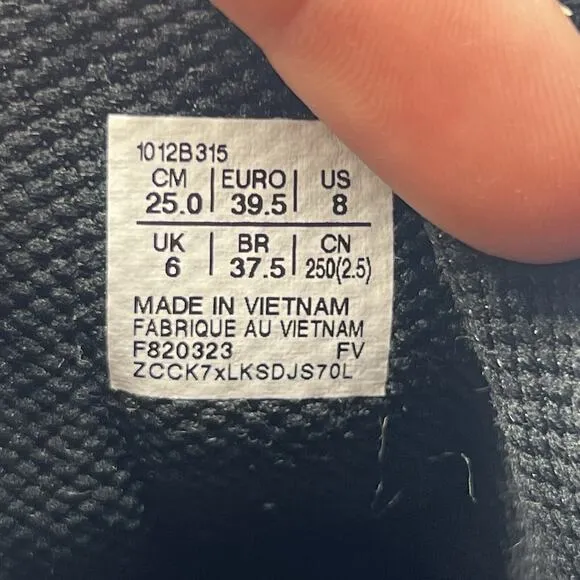 1012B315
CM | EURO | US
25.0 | 39.5 | 8
UK | BR | CN
6 | 37.5 | 250(2.5)
MADE IN VIETNAM
FABRIQUE AU VIETNAM
F820323 FV
ZCCK7xLKSDJS70L